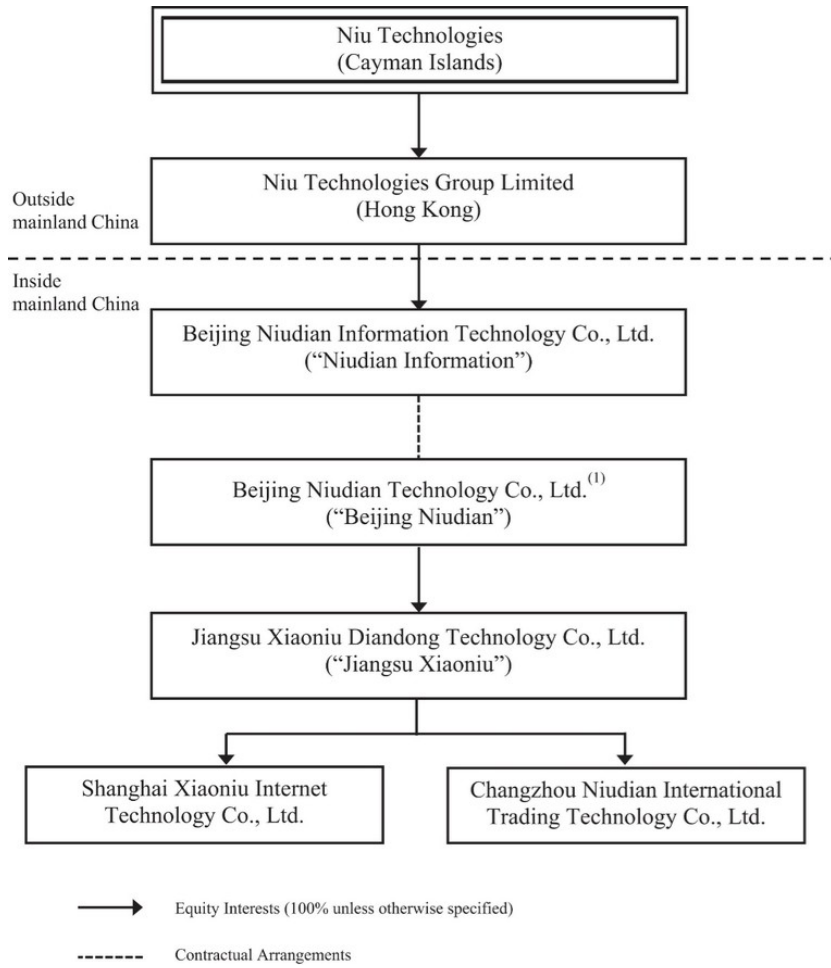 Niu Technologies
(Cayman Islands)
Niu Technologies Group Limited
(Hong Kong)
Outside
mainland China
Inside
mainland China
Beijing Niudian Information Technology Co., Ltd.
(“Niudian Information”)
Beijing Niudian Technology Co., Ltd.(1)
(“Beijing Niudian”)
Jiangsu Xiaoniu Diandong Technology Co., Ltd.
(“Jiangsu Xiaoniu”)
Shanghai Xiaoniu Internet
Technology Co., Ltd.
Changzhou Niudian International
Trading Technology Co., Ltd.
Equity Interests (100% unless otherwise specified)
Contractual Arrangements